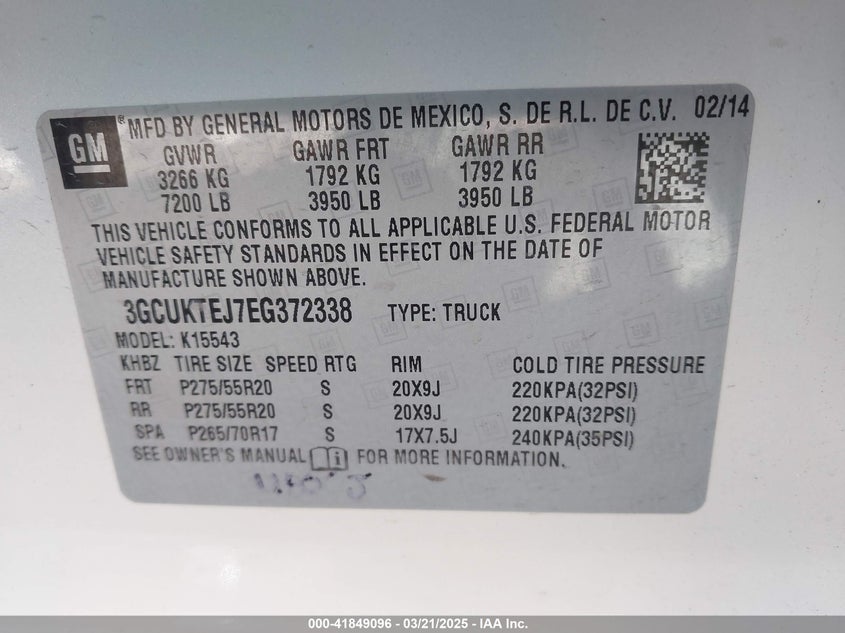 GM ® MFD BY GENERAL MOTORS DE MEXICO, S. DE R.L. DE C.V. 02/14
GVWR GAWR FRT GAWR RR
3266 KG 1792 KG 1792 KG
7200 LB 3950 LB 3950 LB
THIS VEHICLE CONFORMS TO ALL APPLICABLE U.S. FEDERAL MOTOR
VEHICLE SAFETY STANDARDS IN EFFECT ON THE DATE OF
MANUFACTURE SHOWN ABOVE.
3GCUKTEJ7EG372338 TYPE: TRUCK
MODEL: K15543
KHBZ TIRE SIZE SPEED RTG RIM COLD TIRE PRESSURE
FRT P275/55R20 S 20X9J 220KPA(32PSI)
RR P275/55R20 S 20X9J 220KPA(32PSI)
SPA P265/70R17 S 17X7.5J 240KPA(35PSI)
SEE OWNER'S MANUAL i FOR MORE INFORMATION.
000-41849096 - 03/21/2025 - IAA Inc.